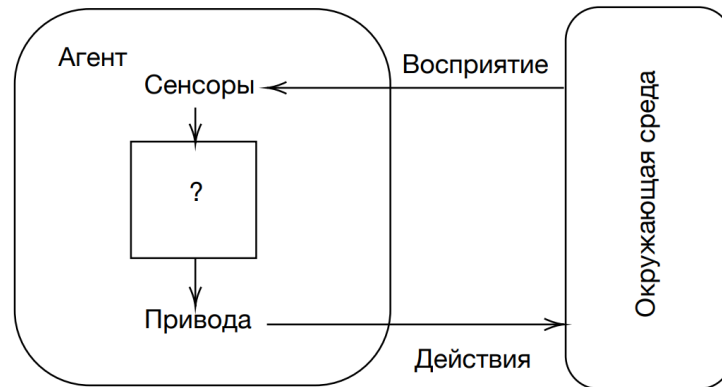 Агент
Сенсоры
Восприятие
?
Привода
Действия
Окружающая среда